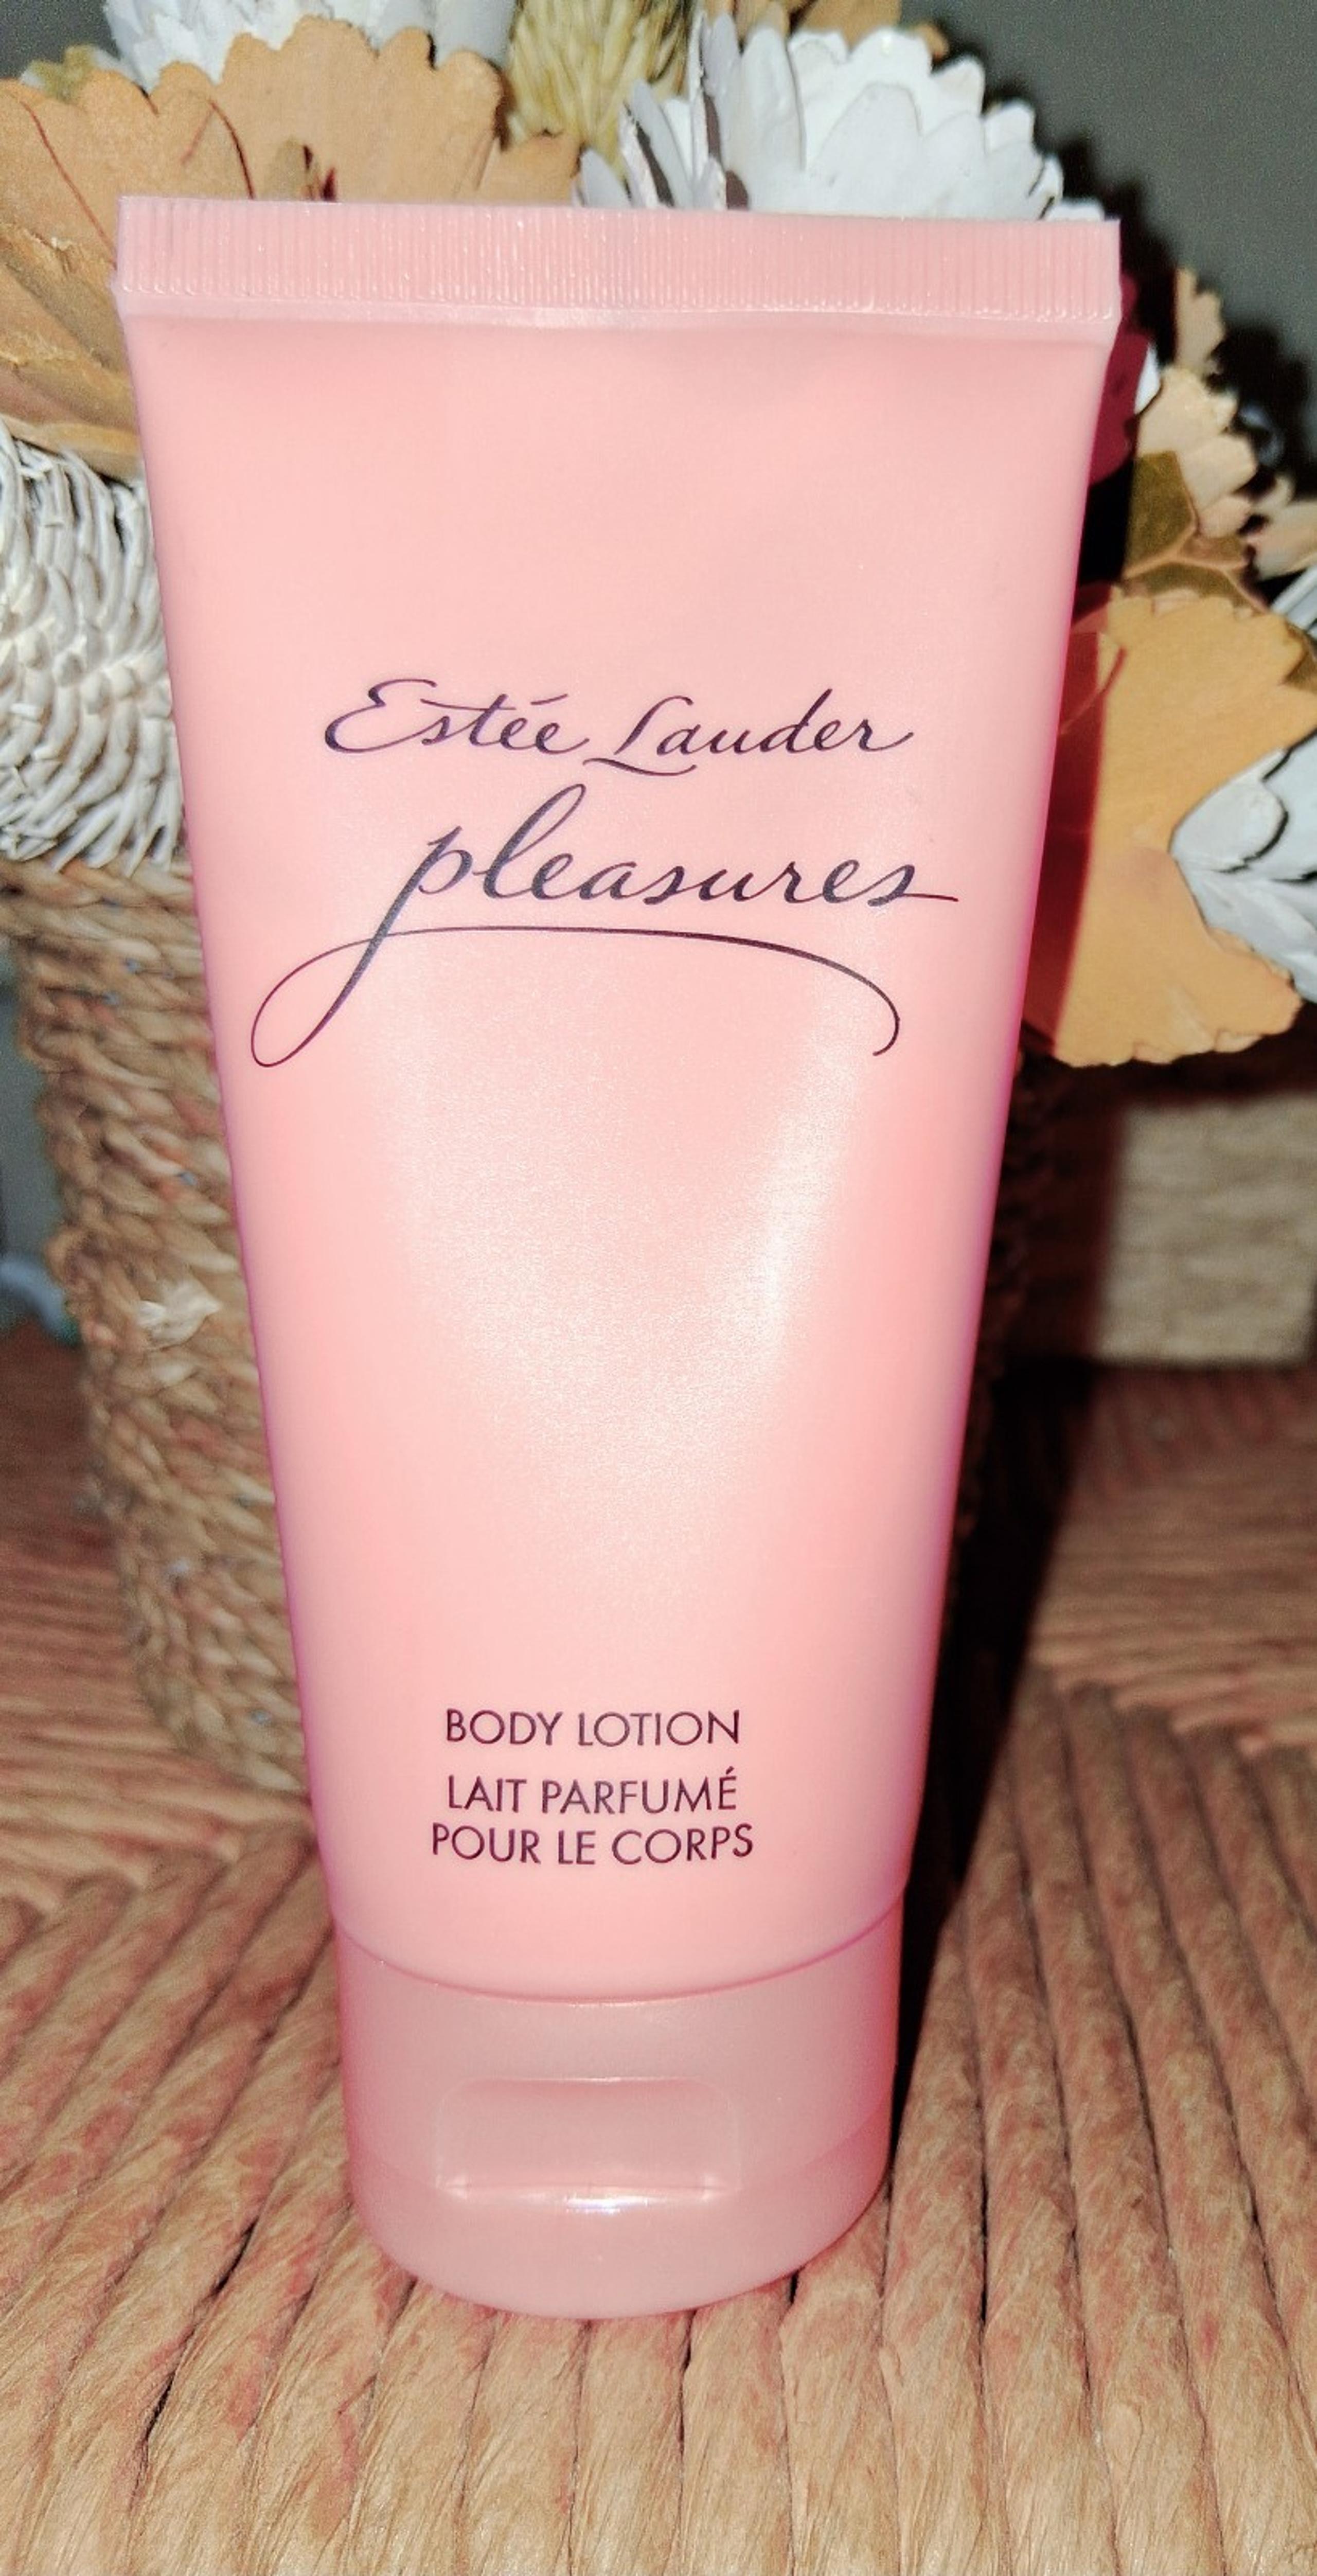 Estée Lauder
pleasures
BODY LOTION
LAIT PARFUMÉ
POUR LE CORPS